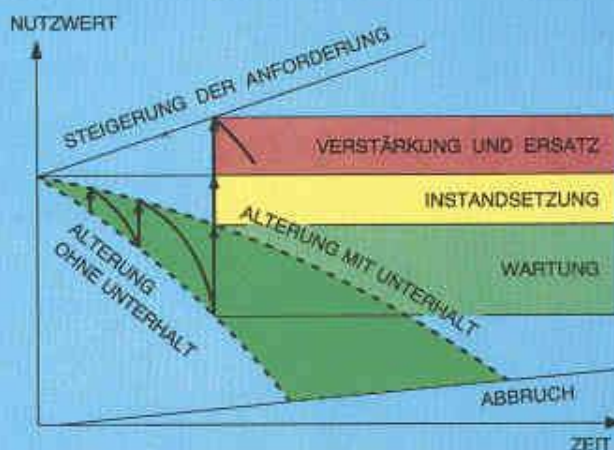 NUTZWERT
STEIGERUNG DER ANFORDERUNG
VERSTÄRKUNG UND ERSATZ
INSTANDSETZUNG
WARTUNG
ALTERUNG MIT UNTERHALT
ALTERUNG
OHNE UNTERHALT
ABBRUCH
ZEIT